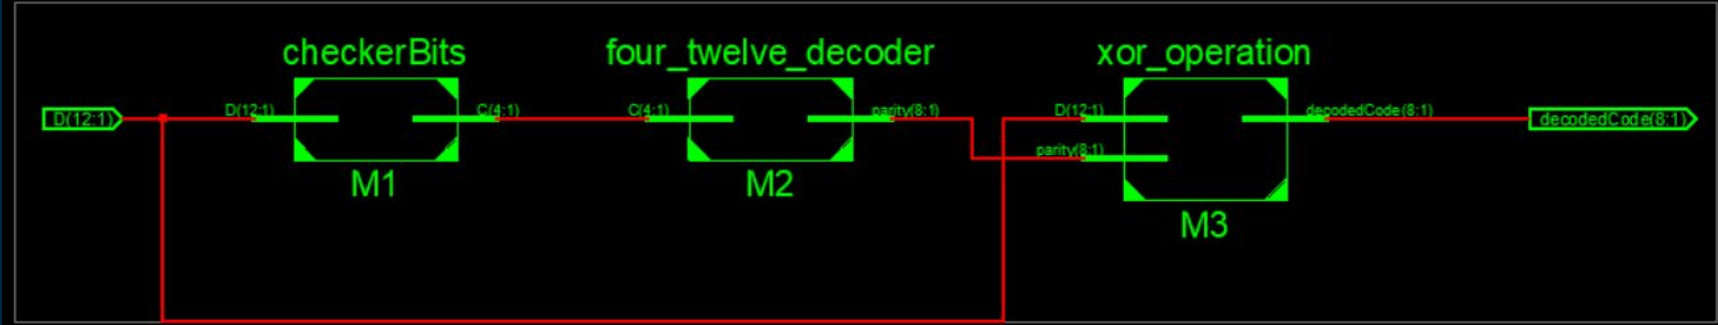 checkerBits
four_twelve_decoder
xor_operation
D(12:1)
D(12:1)
C(4:1)
C(4:1)
parity(8:1)
D(12:1)
decodedCode(8:1)
decodedCode(8:1)
parity(8:1)
M1
M2
M3